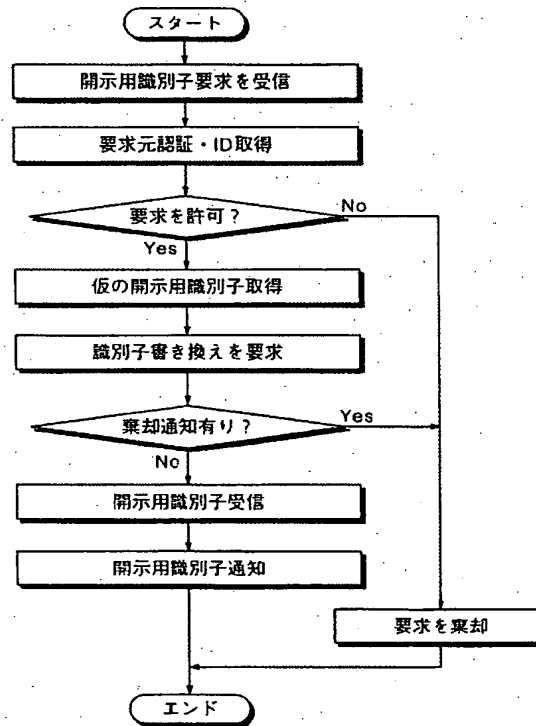 スタート
開示用識別子要求を受信
要求元認証・ID取得
要求を許可?
No
Yes
仮の開示用識別子取得
識別子書き換えを要求
棄却通知有り?
Yes
No
開示用識別子受信
開示用識別子通知
要求を棄却
エンド